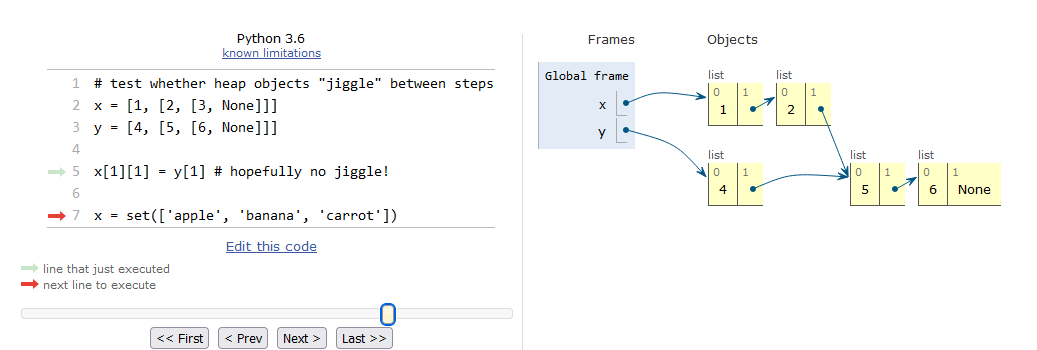 Python 3.6
known limitations
1 # test whether heap objects "jiggle" between steps
2 x = [1, [2, [3, None]]]
3 y = [4, [5, [6, None]]]
4
5 x[1][1] = y[1] # hopefully no jiggle!
6
7 x = set(['apple', 'banana', 'carrot'])
Edit this code
line that just executed
next line to execute
<< First < Prev Next > Last >>
Frames Objects
Global frame
x
y
list list
0 1 0 1
1 2
list list list
0 1 0 1 0 1
4 5 6 None